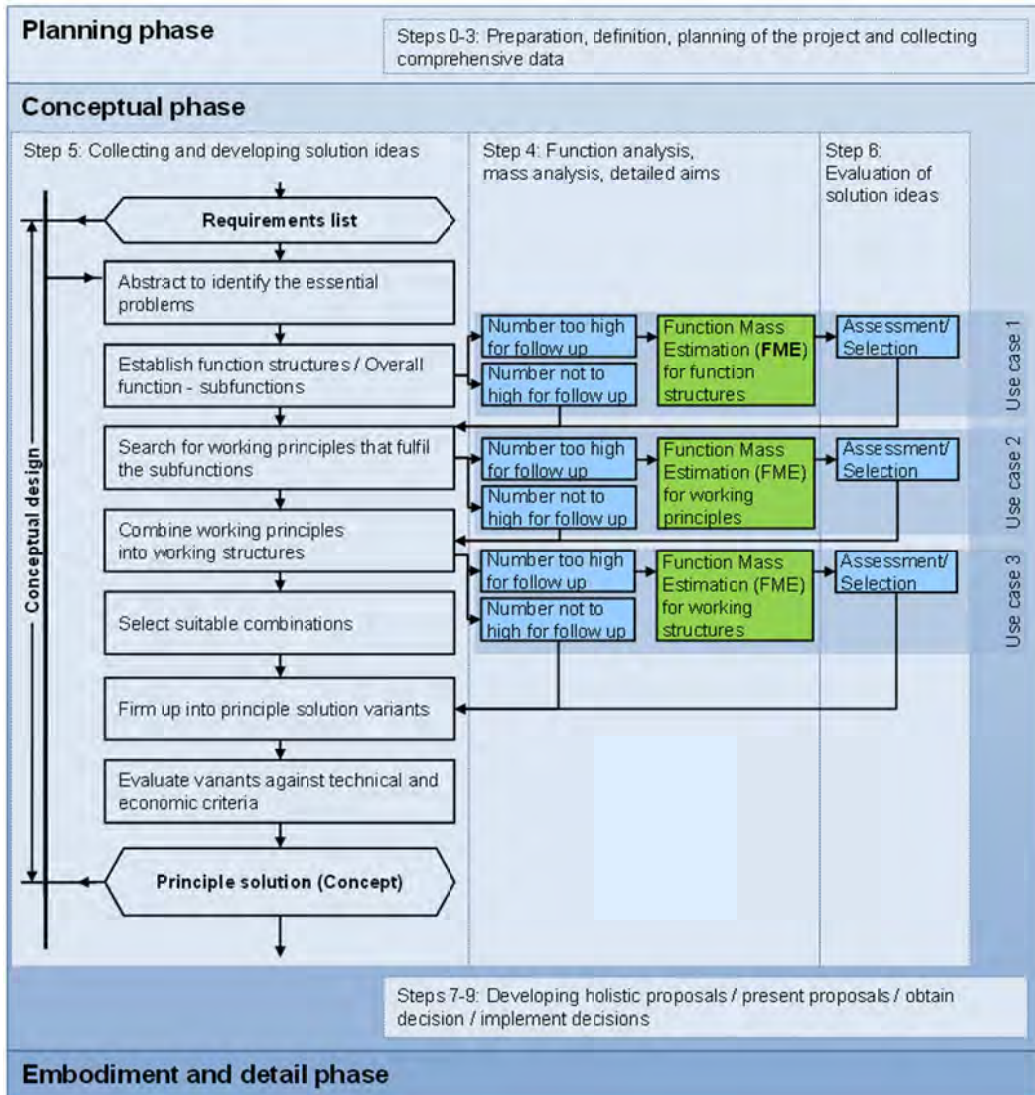 Planning phase
Steps 0-3: Preparation, definition, planning of the project and collecting
comprehensive data
Conceptual phase
Step 5: Collecting and developing solution ideas
Step 4: Function analysis,
mass analysis, detailed aims
Step 6:
Evaluation of
solution ideas
Conceptual design
Requirements list
Abstract to identify the essential
problems
Establish function structures / Overall
function - subfunctions
Number too high
for follow up
Number not to
high for follow up
Function Mass
Estimation (FME)
for function
structures
Assessment/
Selection
Use case 1
Search for working principles that fulfil
the subfunctions
Number too high
for follow up
Number not to
high for follow up
Function Mass
Estimation (FME)
for working
principles
Assessment/
Selection
Use case 2
Combine working principles
into working structures
Number too high
for follow up
Number not to
high for follow up
Function Mass
Estimation (FME)
for working
structures
Assessment/
Selection
Use case 3
Select suitable combinations
Firm up into principle solution variants
Evaluate variants against technical and
economic criteria
Principle solution (Concept)
Steps 7-9: Developing holistic proposals / present proposals / obtain
decision / implement decisions
Embodiment and detail phase